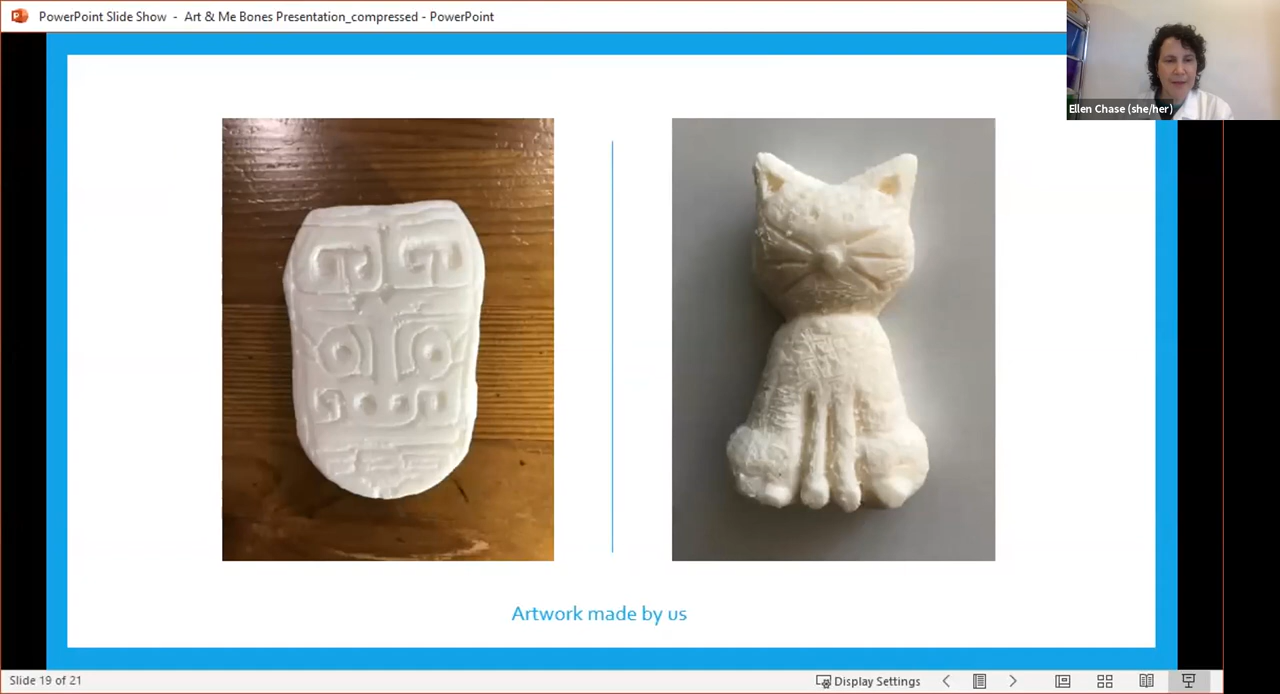 PowerPoint Slide Show - Art & Me Bones Presentation_compressed - PowerPoint
Ellen Chase (she/her)
Artwork made by us
Slide 19 of 21
Display Settings